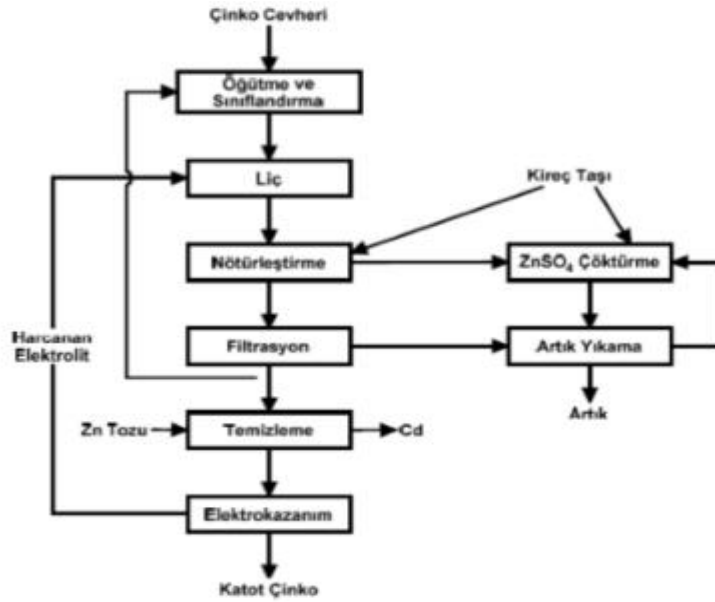 Çinko Cevheri
Öğütme ve
Sınıflandırma
Liç
Kireç Taşı
Nötürleştirme
ZnSO4 Çöktürme
Harcanan
Elektrolit
Filtrasyon
Artık Yıkama
Artık
Zn Tozu
Temizleme
Cd
Elektrokazanım
Katot Çinko